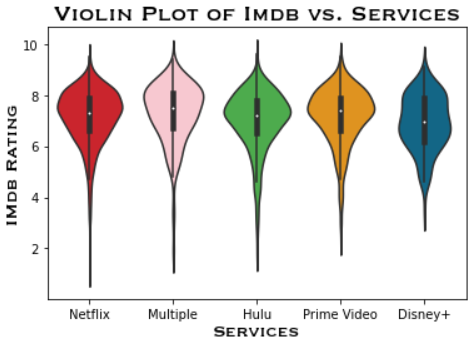 Violin Plot of Imdb vs. Services
10
8
6
4
2
IMdb Rating
Netflix
Multiple
Hulu
Prime Video
Disney+
Services